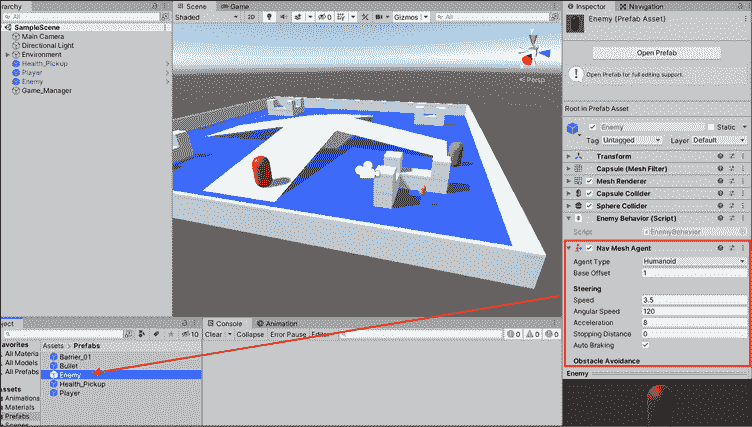 erarchy
All
SampleScene
Main Camera
Directional Light
Environment
Health_Pickup
Player
Enemy
Game_Manager
Scene Game
Shaded 2D 0 Gizmos All
Persp
Inspector Navigation
Enemy (Prefab Asset)
Open Prefab
Open Prefab for full editing support.
Root in Prefab Asset
Enemy Static
Tag Untagged Layer Default
Transform
Capsule (Mesh Filter)
Mesh Renderer
Capsule Collider
Sphere Collider
Enemy Behavior (Script)
Script EnemyBehavior
Nav Mesh Agent
Agent Type Humanoid
Base Offset 1
Steering
Speed 3.5
Angular Speed 120
Acceleration 8
Stopping Distance 0
Auto Braking
Obstacle Avoidance
Enemy
oject
10
Favorites
All Materia
All Models
All Prefabs
Assets
Animations
Materials
Prefabs
Scenes
Assets > Prefabs
Barrier_01
Bullet
Enemy
Health_Pickup
Player
Console Animation
Clear Collapse Error Pause Editor 0 0 0